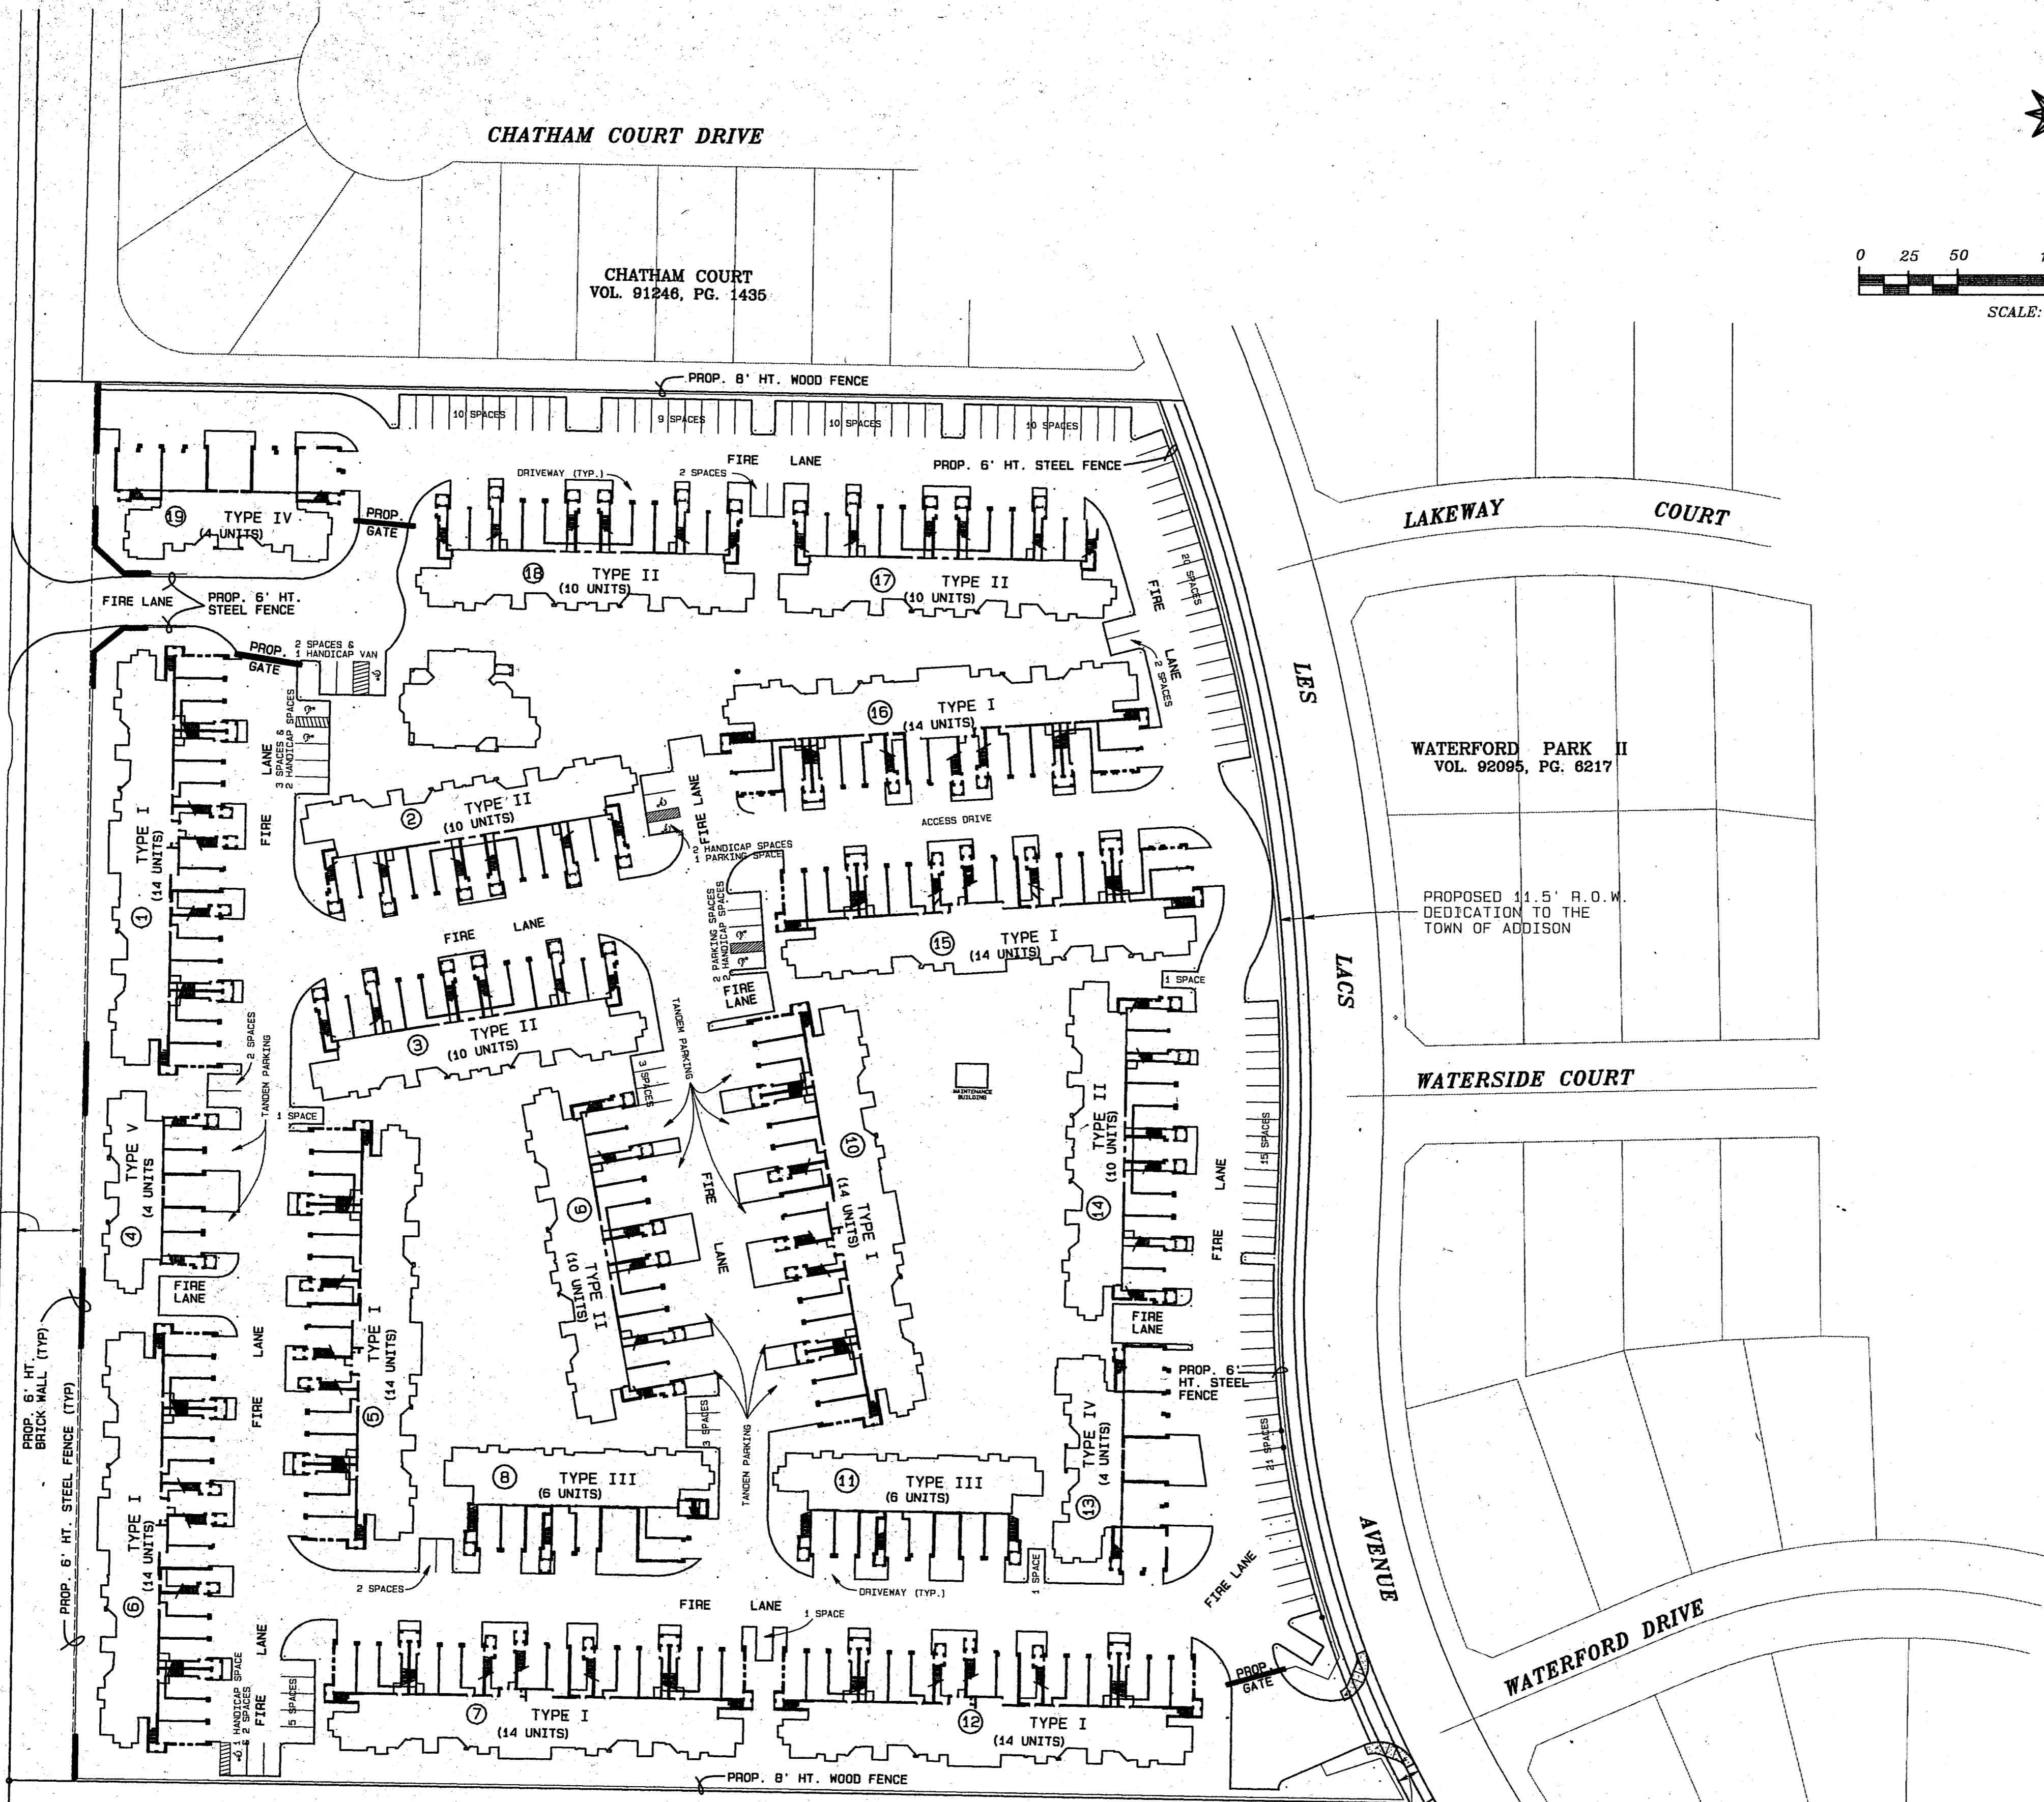 CHATHAM COURT DRIVE
CHATHAM COURT
VOL. 91246, PG. 1435
0 25 50
SCALE:
PROP. 8' HT. WOOD FENCE
10 SPACES
9 SPACES
10 SPACES
10 SPACES
FIRE LANE
PROP. 6' HT. STEEL FENCE
DRIVEWAY (TYP.)
2 SPACES
LAKEWAY COURT
19 TYPE IV
(4 UNITS)
PROP.
GATE
18 TYPE II
(10 UNITS)
17 TYPE II
(10 UNITS)
20 SPACES
FIRE
LANE
2 SPACES
FIRE LANE
PROP. 6' HT.
STEEL FENCE
PROP.
GATE
2 SPACES &
1 HANDICAP VAN
3 SPACES &
2 HANDICAP SPACES
FIRE LANE
16 TYPE I
(14 UNITS)
LES
LACS
AVENUE
WATERFORD PARK II
VOL. 92095, PG. 6217
1 TYPE I
(14 UNITS)
2 TYPE II
(10 UNITS)
FIRE LANE
2 HANDICAP SPACES
1 PARKING SPACE
ACCESS DRIVE
PROPOSED 11.5' R.O.W.
DEDICATION TO THE
TOWN OF ADDISON
2 PARKING SPACES
2 HANDICAP SPACES
FIRE LANE
15 TYPE I
(14 UNITS)
1 SPACE
FIRE
LANE
3 TYPE II
(10 UNITS)
TANDEM PARKING
3 SPACES
2 SPACES
TANDEN PARKING
1 SPACE
MAINTENANCE
BUILDING
WATERSIDE COURT
4 TYPE V
(4 UNITS
FIRE
LANE
9 TYPE II
(10 UNITS)
FIRE LANE
10 TYPE I
(14 UNITS)
14 TYPE II
(10 UNITS)
15 SPACES
FIRE LANE
FIRE
LANE
PROP. 6'
HT. STEEL
FENCE
PROP. 6' HT.
BRICK WALL (TYP)
PROP. 6' HT. STEEL FENCE (TYP)
FIRE LANE
5 TYPE I
(14 UNITS)
3 SPACES
TANDEN PARKING
13 TYPE IV
(4 UNITS)
21 SPACES
8 TYPE III
(6 UNITS)
11 TYPE III
(6 UNITS)
6 TYPE I
(14 UNITS)
2 SPACES
DRIVEWAY (TYP.)
1 SPACE
FIRE LANE
FIRE LANE
1 SPACE
WATERFORD DRIVE
FIRE LANE
1 HANDICAP SPACE
& 2 SPACES
5 SPACES
7 TYPE I
(14 UNITS)
12 TYPE I
(14 UNITS)
PROP.
GATE
PROP. 8' HT. WOOD FENCE